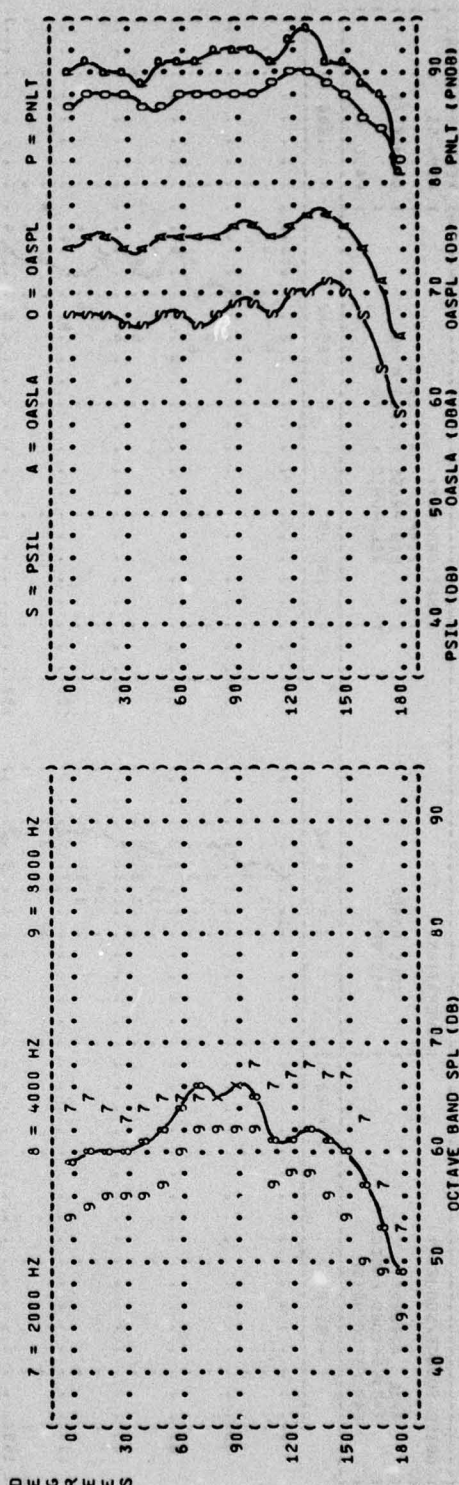 7 = 2000 HZ 8 = 4000 HZ 9 = 8000 HZ
D
E
G
R
E
E
S
0
30
60
90
120
150
180
40 50 60 70 80 90
OCTAVE BAND SPL (DB)
S = PSIL A = OASLA O = OASPL P = PNLT
0
30
60
90
120
150
180
40 50 60 70 80 90
PSIL (DB) OASLA (DBA) OASPL (DB) PNLT (PNDB)